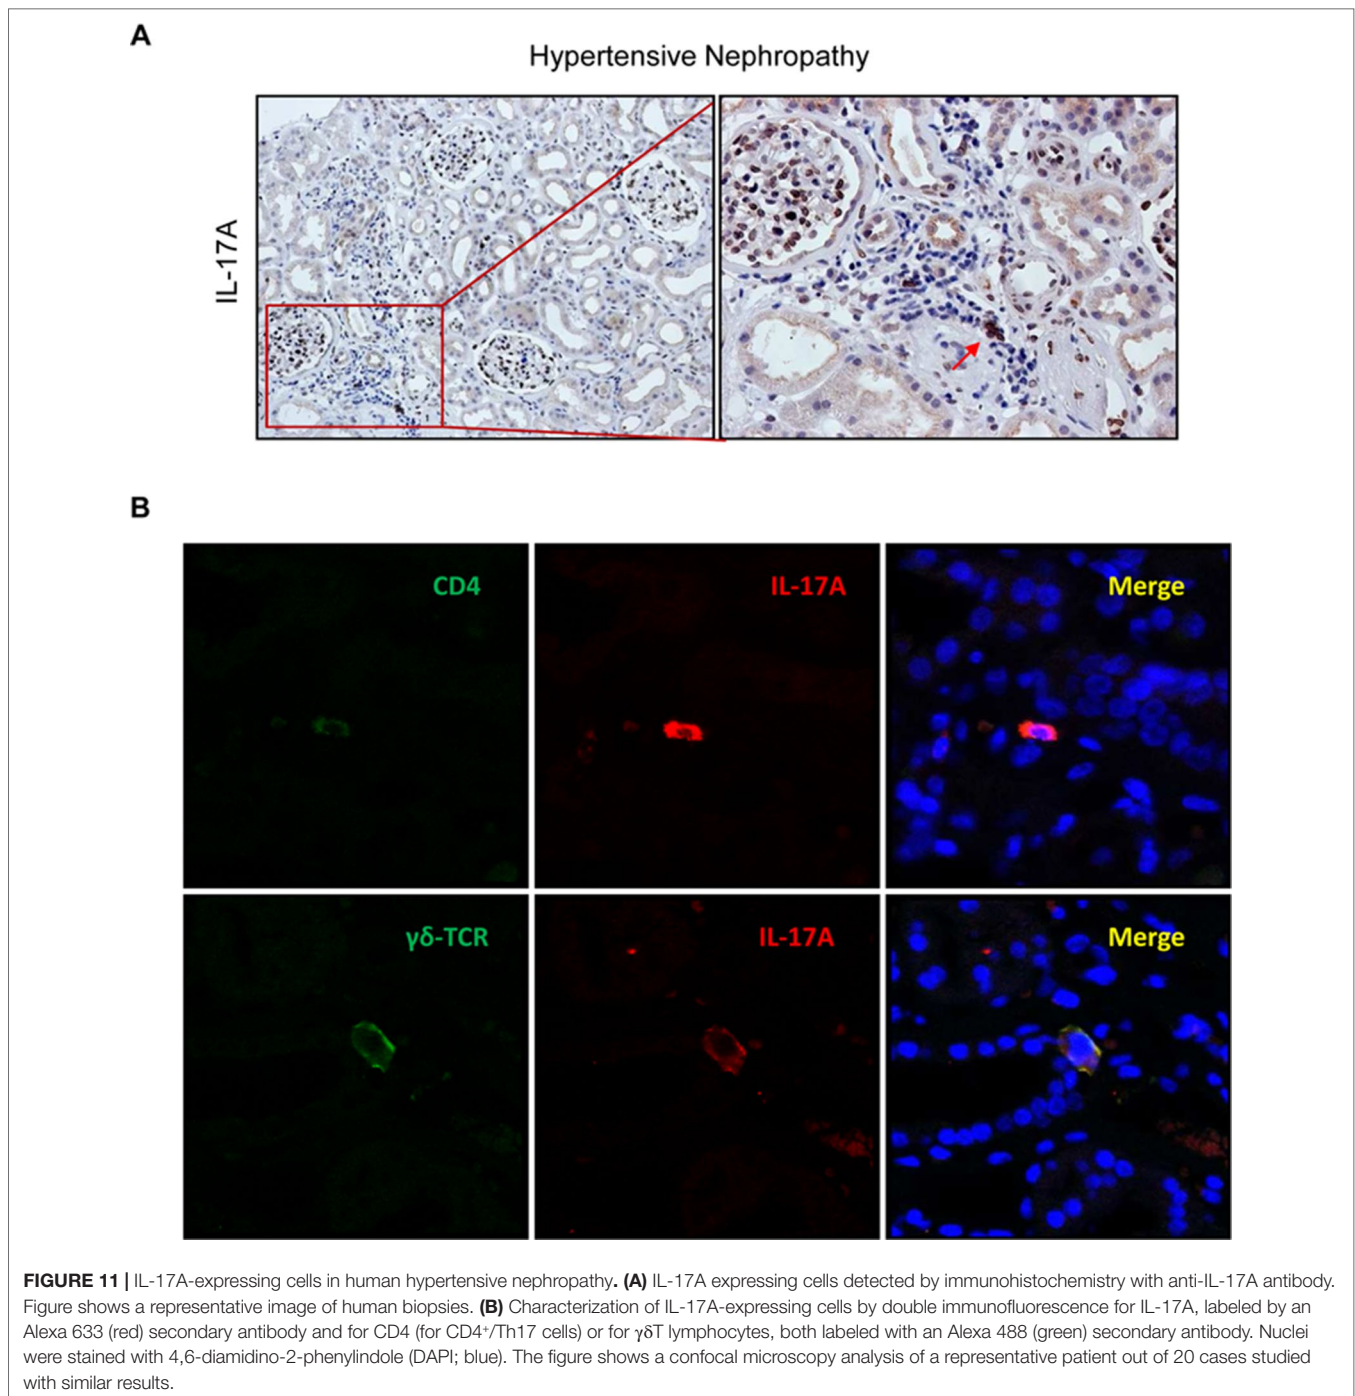 A
Hypertensive Nephropathy
IL-17A
B
CD4
IL-17A
Merge
γδ-TCR
IL-17A
Merge
FIGURE 11 | IL-17A-expressing cells in human hypertensive nephropathy. (A) IL-17A expressing cells detected by immunohistochemistry with anti-IL-17A antibody.
Figure shows a representative image of human biopsies. (B) Characterization of IL-17A-expressing cells by double immunofluorescence for IL-17A, labeled by an
Alexa 633 (red) secondary antibody and for CD4 (for CD4⁺/Th17 cells) or for γδT lymphocytes, both labeled with an Alexa 488 (green) secondary antibody. Nuclei
were stained with 4,6-diamidino-2-phenylindole (DAPI; blue). The figure shows a confocal microscopy analysis of a representative patient out of 20 cases studied
with similar results.